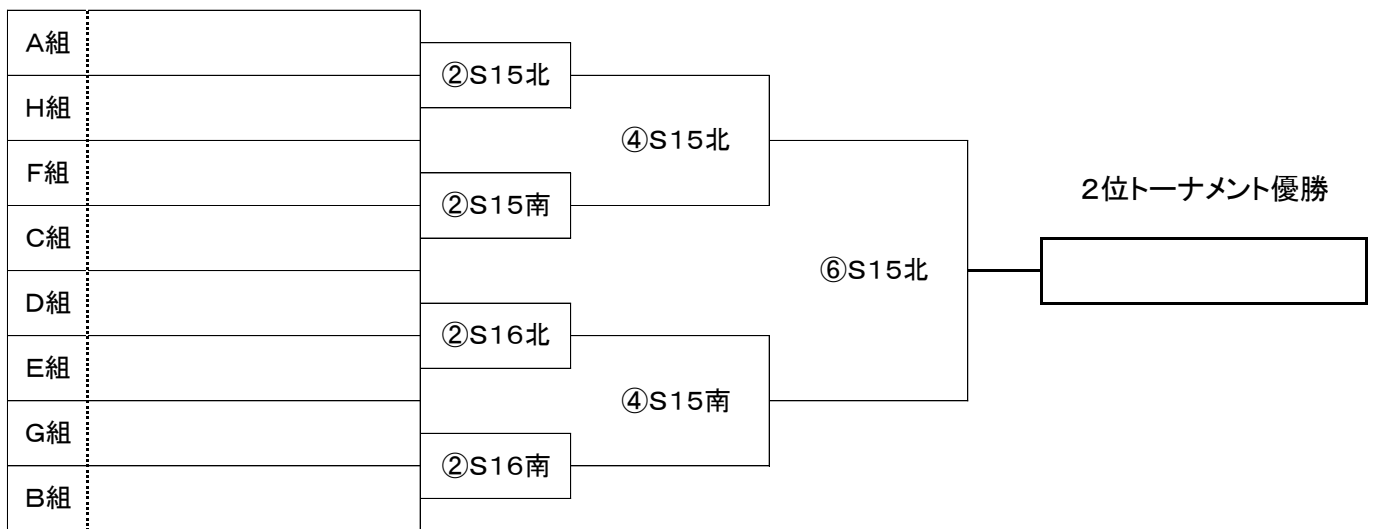 A組
H組
F組
C組
D組
E組
G組
B組
②S15北
②S15南
②S16北
②S16南
④S15北
④S15南
⑥S15北
２位トーナメント優勝